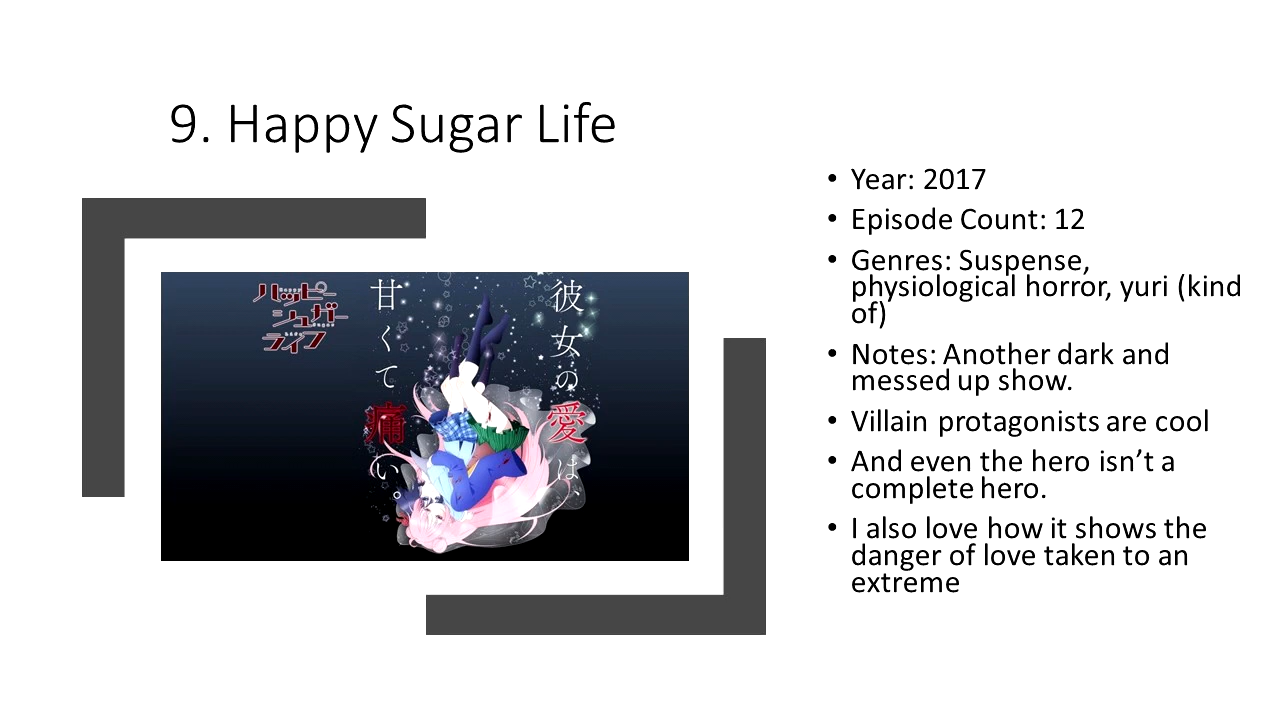 9. Happy Sugar Life
ハッピー
シュガー
ライフ
彼女の愛は、
甘くて痛い。
• Year: 2017
• Episode Count: 12
• Genres: Suspense,
physiological horror, yuri (kind
of)
• Notes: Another dark and
messed up show.
• Villain protagonists are cool
• And even the hero isn’t a
complete hero.
• I also love how it shows the
danger of love taken to an
extreme